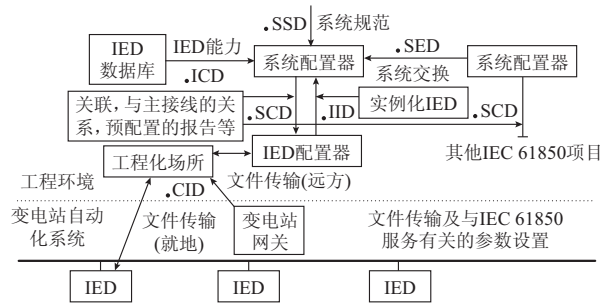 .SSD
系统规范
IED
数据库
IED能力
.ICD
系统配置器
.SED
系统交换
系统配置器
关联,与主接线的关
系,预配置的报告等
.SCD
.IID
实例化IED
.SCD
IED配置器
其他IEC 61850项目
工程化场所
文件传输(远方)
工程环境
.CID
变电站自动
化系统
文件传输
(就地)
变电站
网关
文件传输及与IEC 61850
服务有关的参数设置
IED
IED
IED